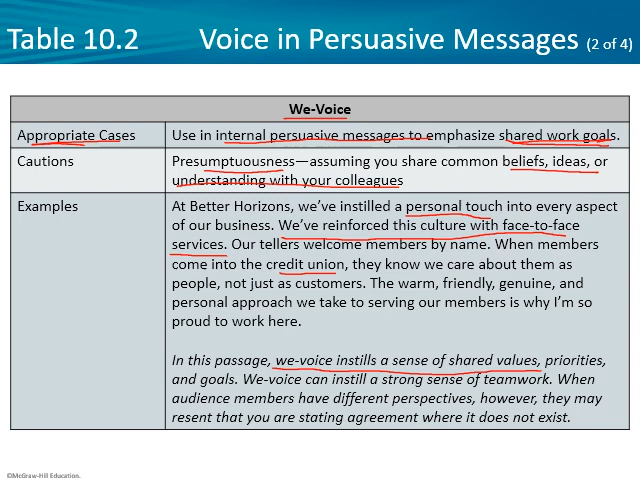 Table 10.2 Voice in Persuasive Messages (2 of 4)
We-Voice
Appropriate Cases Use in internal persuasive messages to emphasize shared work goals.
Cautions Presumptuousness—assuming you share common beliefs, ideas, or
understanding with your colleagues
Examples At Better Horizons, we’ve instilled a personal touch into every aspect
of our business. We’ve reinforced this culture with face-to-face
services. Our tellers welcome members by name. When members
come into the credit union, they know we care about them as
people, not just as customers. The warm, friendly, genuine, and
personal approach we take to serving our members is why I’m so
proud to work here.
In this passage, we-voice instills a sense of shared values, priorities,
and goals. We-voice can instill a strong sense of teamwork. When
audience members have different perspectives, however, they may
resent that you are stating agreement where it does not exist.
©McGraw-Hill Education.